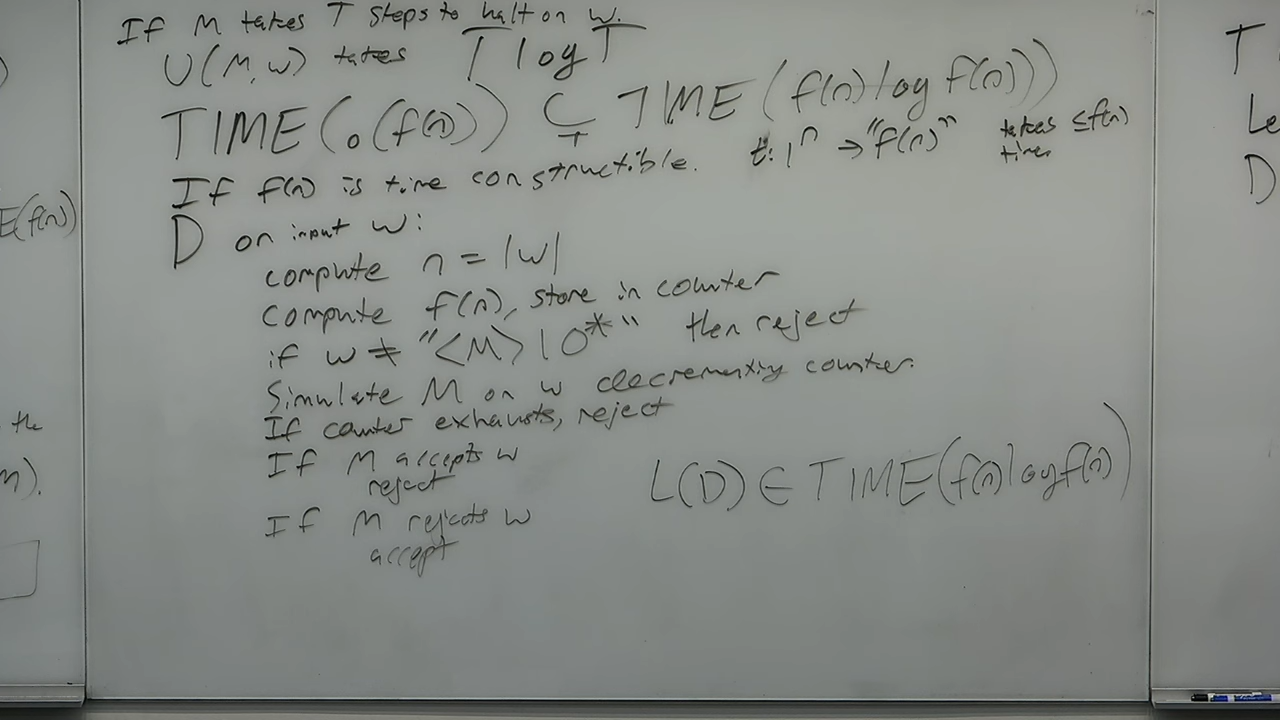 )
E(f(n))
the
m).
If M takes T steps to halt on w.
U(M,w) takes T log T
TIME(o(f(n))) ⊊ TIME(f(n) log f(n)))
If f(n) is time constructible. t: 1^n → "f(n)" takes ≤ f(n) time
D on input w:
compute n = |w|
compute f(n), store in counter
if w ≠ "<M>10*" then reject
Simulate M on w decrementing counter.
If counter exhausts, reject
If M accepts w
reject
If M rejects w
accept
L(D) ∈ TIME(f(n) log f(n))
T
Le
D